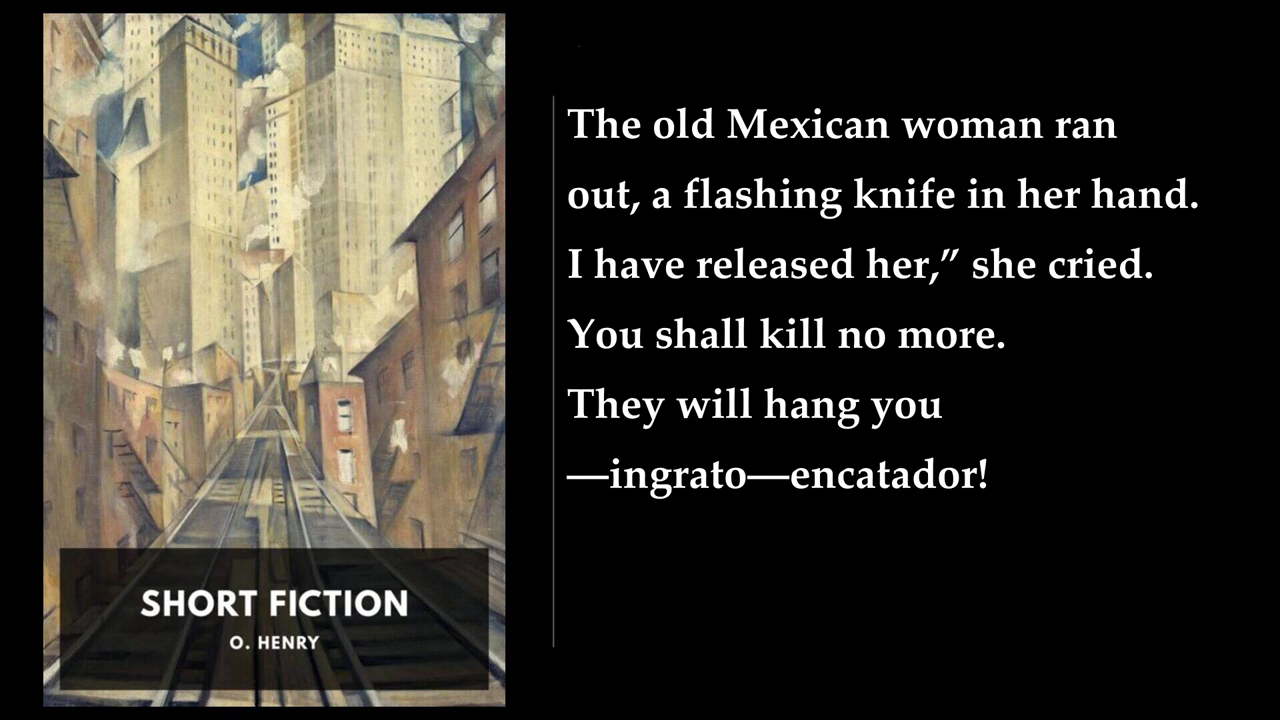 SHORT FICTION
O. HENRY
The old Mexican woman ran
out, a flashing knife in her hand.
I have released her,” she cried.
You shall kill no more.
They will hang you
—ingrato—encatador!